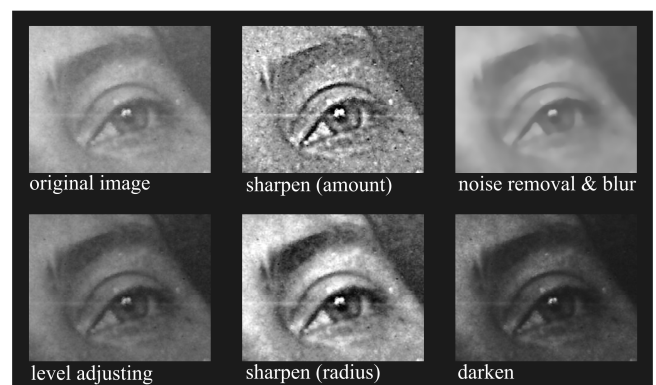 original image
sharpen (amount)
noise removal & blur
level adjusting
sharpen (radius)
darken